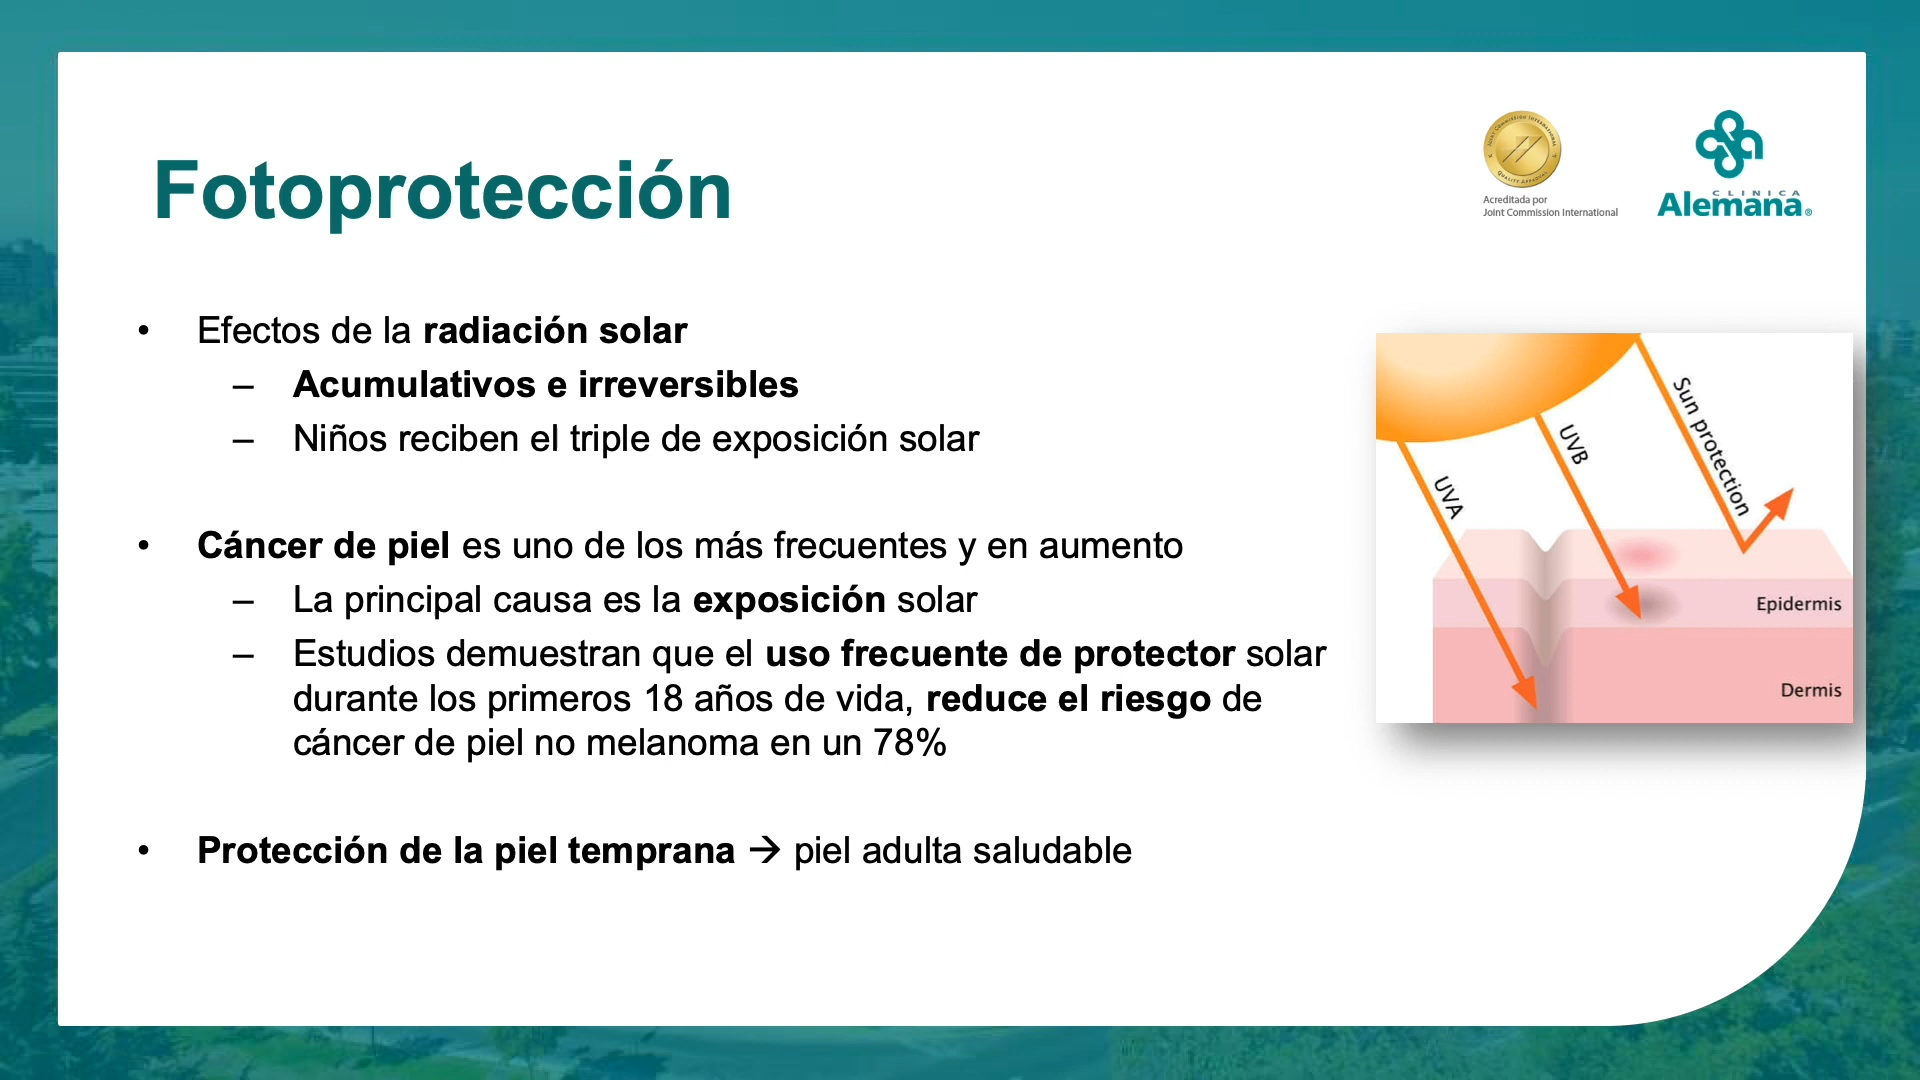 Fotoprotección
Acreditada por
Joint Commission International
CLINICA
Alemana®
• Efectos de la radiación solar
– Acumulativos e irreversibles
– Niños reciben el triple de exposición solar
• Cáncer de piel es uno de los más frecuentes y en aumento
– La principal causa es la exposición solar
– Estudios demuestran que el uso frecuente de protector solar
durante los primeros 18 años de vida, reduce el riesgo de
cáncer de piel no melanoma en un 78%
• Protección de la piel temprana → piel adulta saludable
UVA
UVB
Sun protection
Epidermis
Dermis